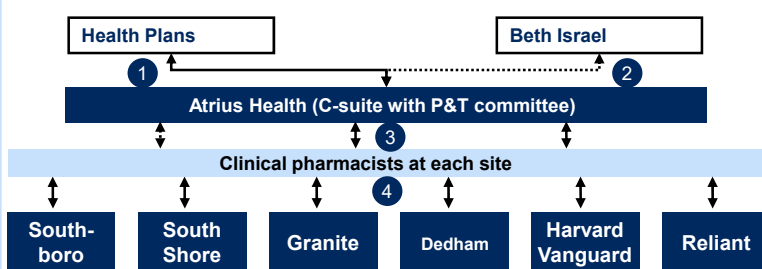 Health Plans
Beth Israel
1
2
Atrius Health (C-suite with P&T committee)
3
Clinical pharmacists at each site
4
South-
boro
South
Shore
Granite
Dedham
Harvard
Vanguard
Reliant